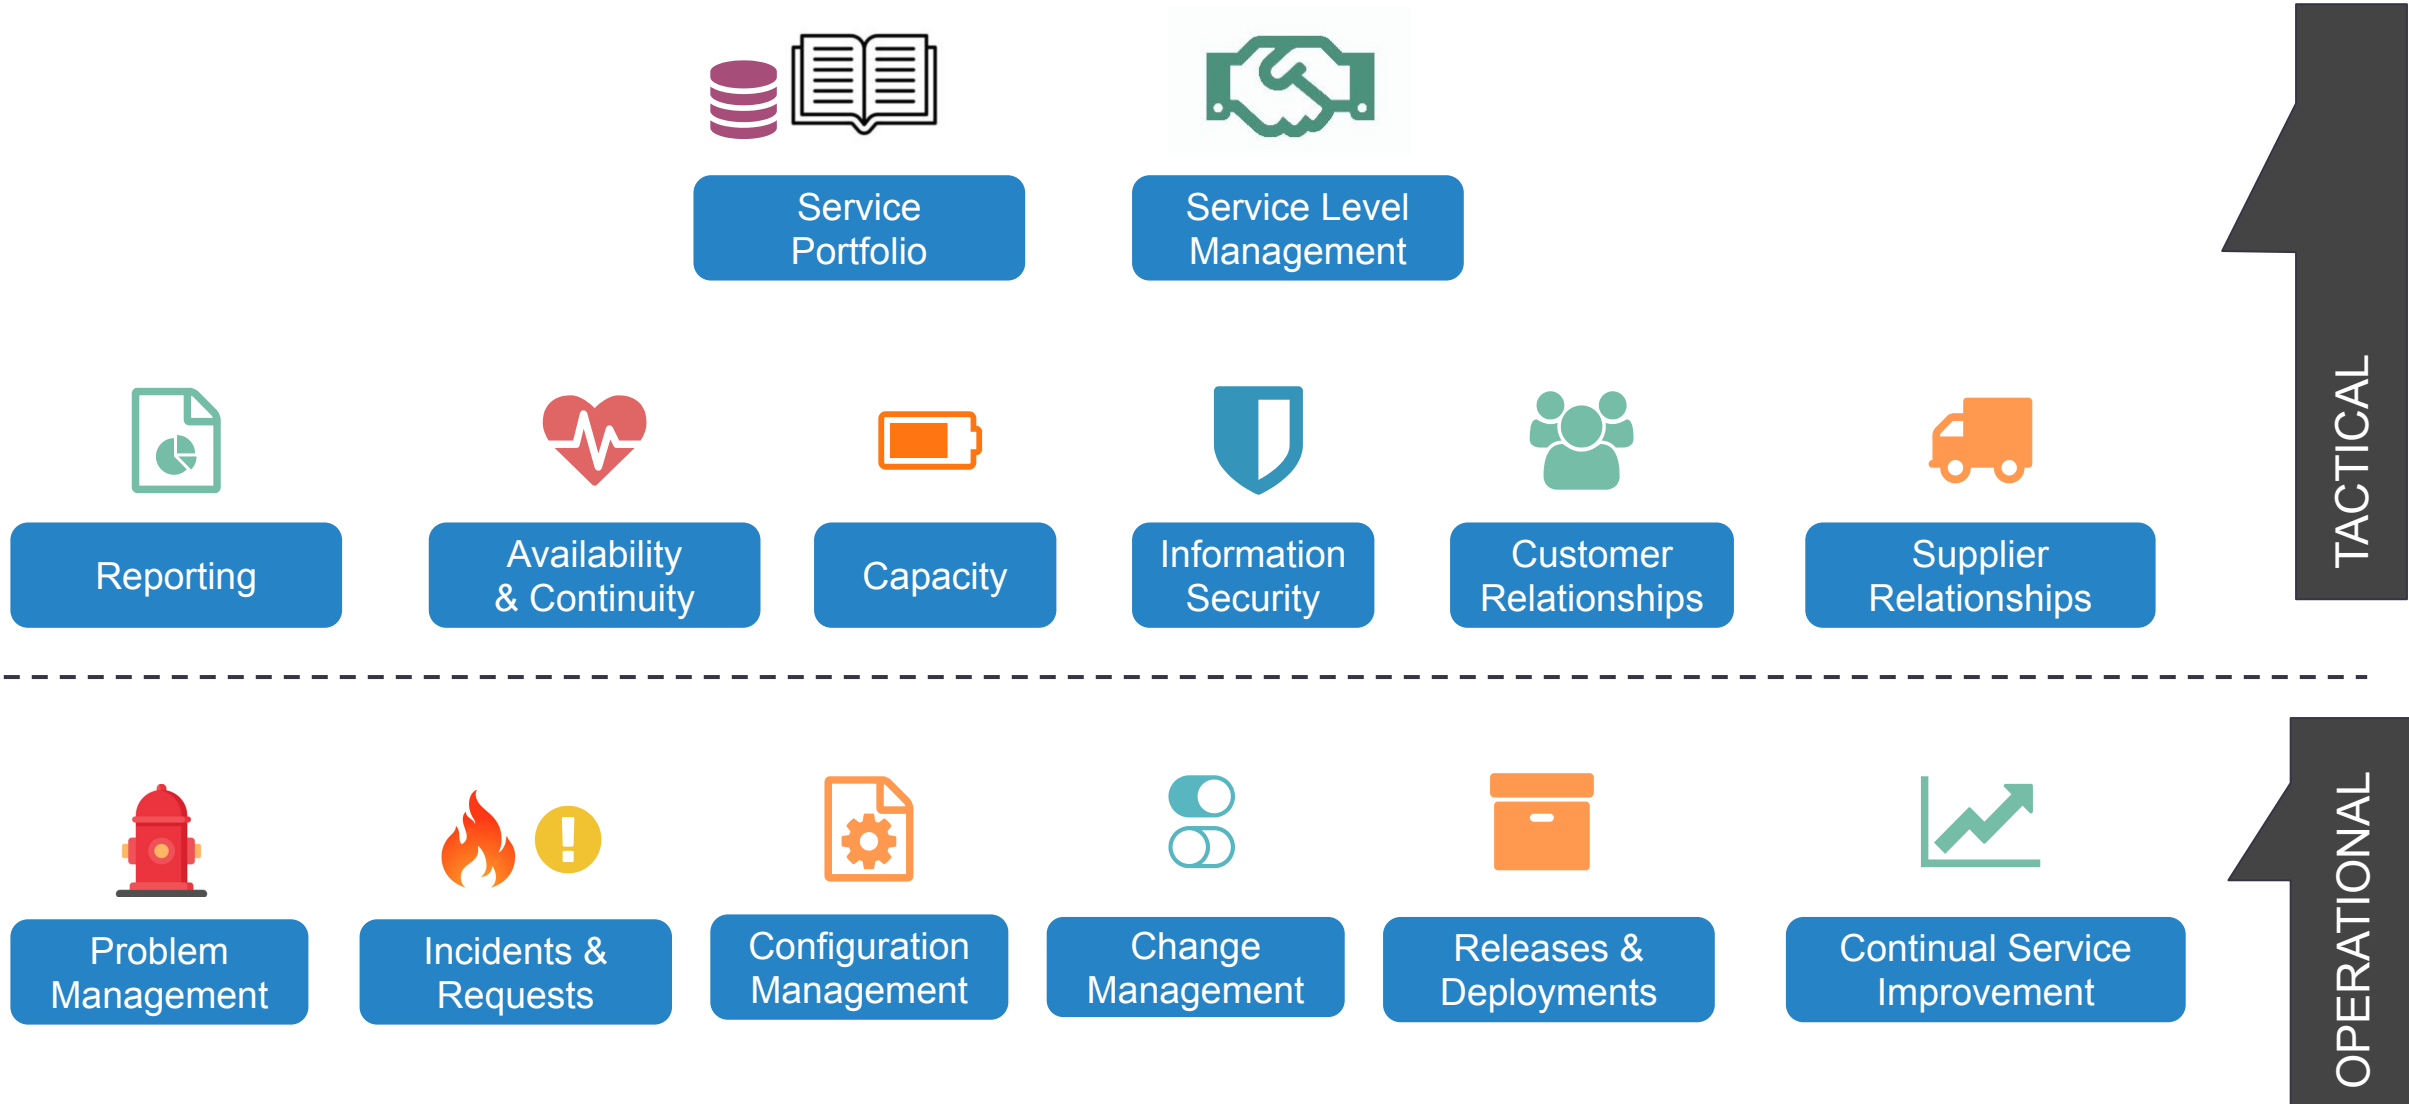 Service
Portfolio
Service Level
Management
TACTICAL
Reporting
Availability
& Continuity
Capacity
Information
Security
Customer
Relationships
Supplier
Relationships
OPERATIONAL
Problem
Management
Incidents &
Requests
Configuration
Management
Change
Management
Releases &
Deployments
Continual Service
Improvement